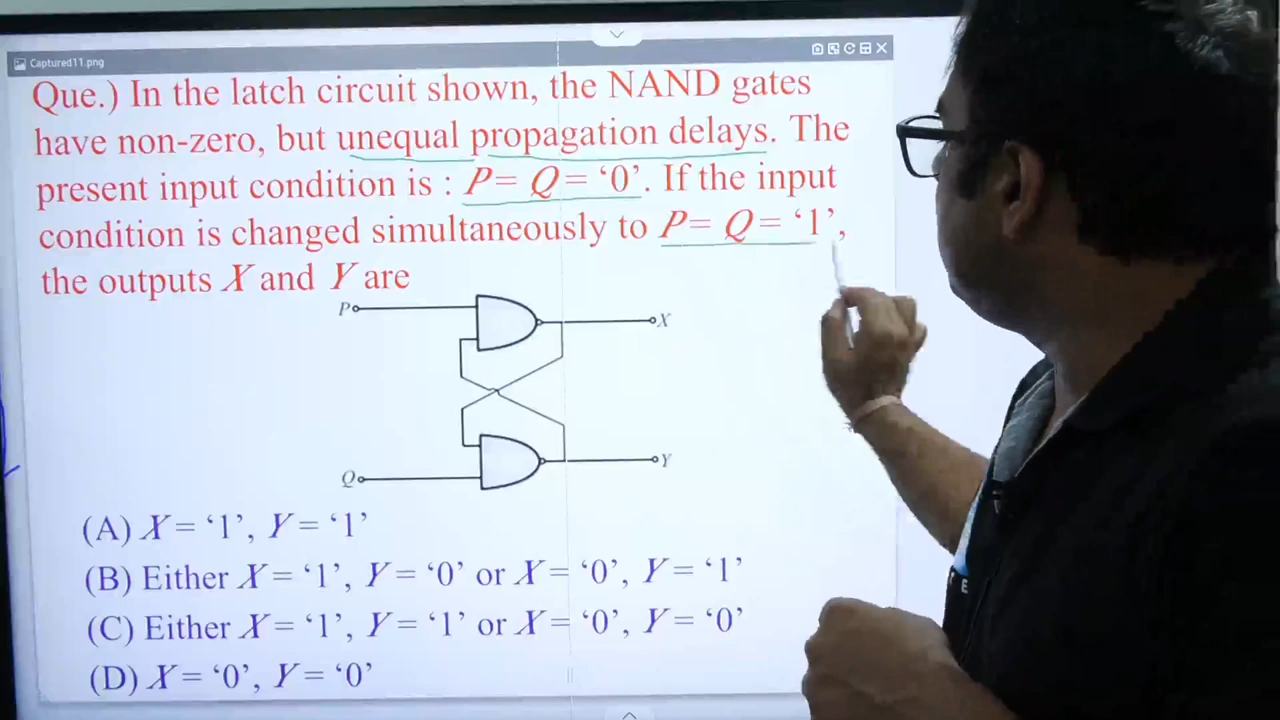 Captured11.png
Que.) In the latch circuit shown, the NAND gates
have non-zero, but unequal propagation delays. The
present input condition is : P= Q= ‘0’. If the input
condition is changed simultaneously to P= Q= ‘1’,
the outputs X and Y are
P
X
Y
Q
(A) X= ‘1’, Y= ‘1’
(B) Either X= ‘1’, Y= ‘0’ or X= ‘0’, Y= ‘1’
(C) Either X= ‘1’, Y= ‘1’ or X= ‘0’, Y= ‘0’
(D) X= ‘0’, Y= ‘0’